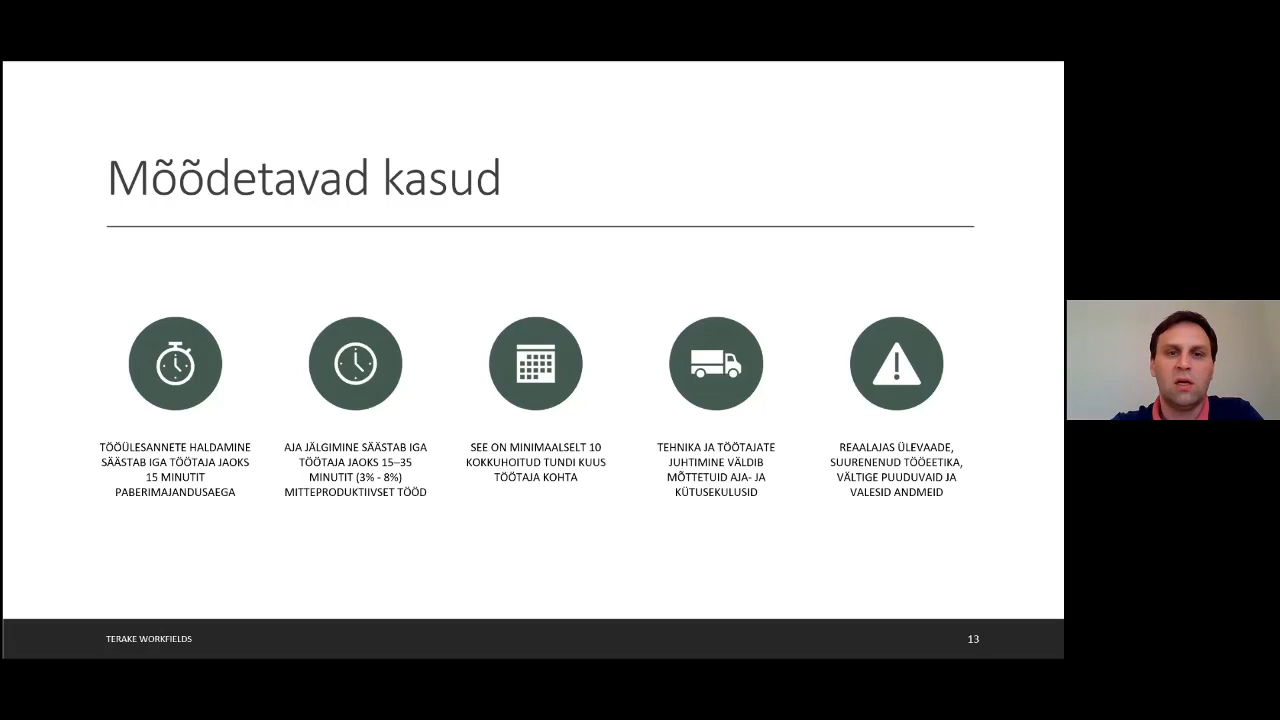 Mõõdetavad kasud
TÖÖÜLESANNETE HALDAMINE
SÄÄSTAB IGA TÖÖTAJA JAOKS
15 MINUTIT
PABERIMAJANDUSAEGA
AJA JÄLGIMINE SÄÄSTAB IGA
TÖÖTAJA JAOKS 15–35
MINUTIT (3% - 8%)
MITTEPRODUKTIIVSET TÖÖD
SEE ON MINIMAALSELT 10
KOKKUHOITUD TUNDI KUUS
TÖÖTAJA KOHTA
TEHNIKA JA TÖÖTAJATE
JUHTIMINE VÄLDIB
MÕTTETUID AJA- JA
KÜTUSEKULUSID
REAALAJAS ÜLEVAADE,
SUURENENUD TÖÖEETIKA,
VÄLTIGE PUUDUVAID JA
VALESID ANDMEID
TERAKE WORKFIELDS
13